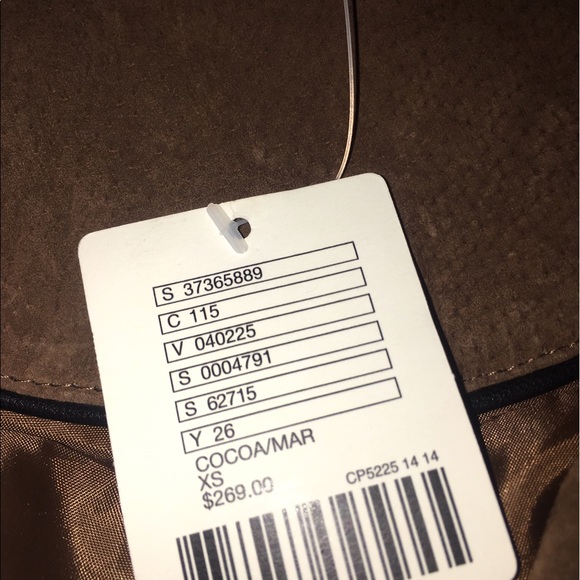 S 37365889
C 115
V 040225
S 0004791
S 62715
Y 26
COCOA/MAR
XS
$269.00
CP5225 14 14